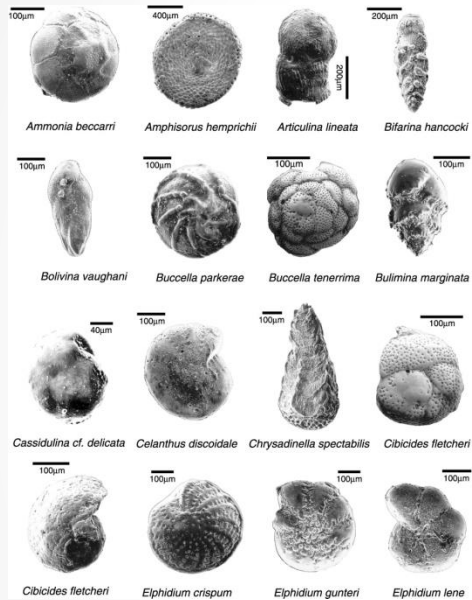 100µm
400µm
200µm
200µm
Ammonia beccarri
Amphisorus hemprichii
Articulina lineata
Bifarina hancocki
100µm
100µm
100µm
100µm
Bolivina vaughani
Buccella parkerae
Buccella tenerrima
Bulimina marginata
40µm
100µm
100µm
100µm
Cassidulina cf. delicata
Celanthus discoidale
Chrysadinella spectabilis
Cibicides fletcheri
100µm
100µm
100µm
100µm
Cibicides fletcheri
Elphidium crispum
Elphidium gunteri
Elphidium lene